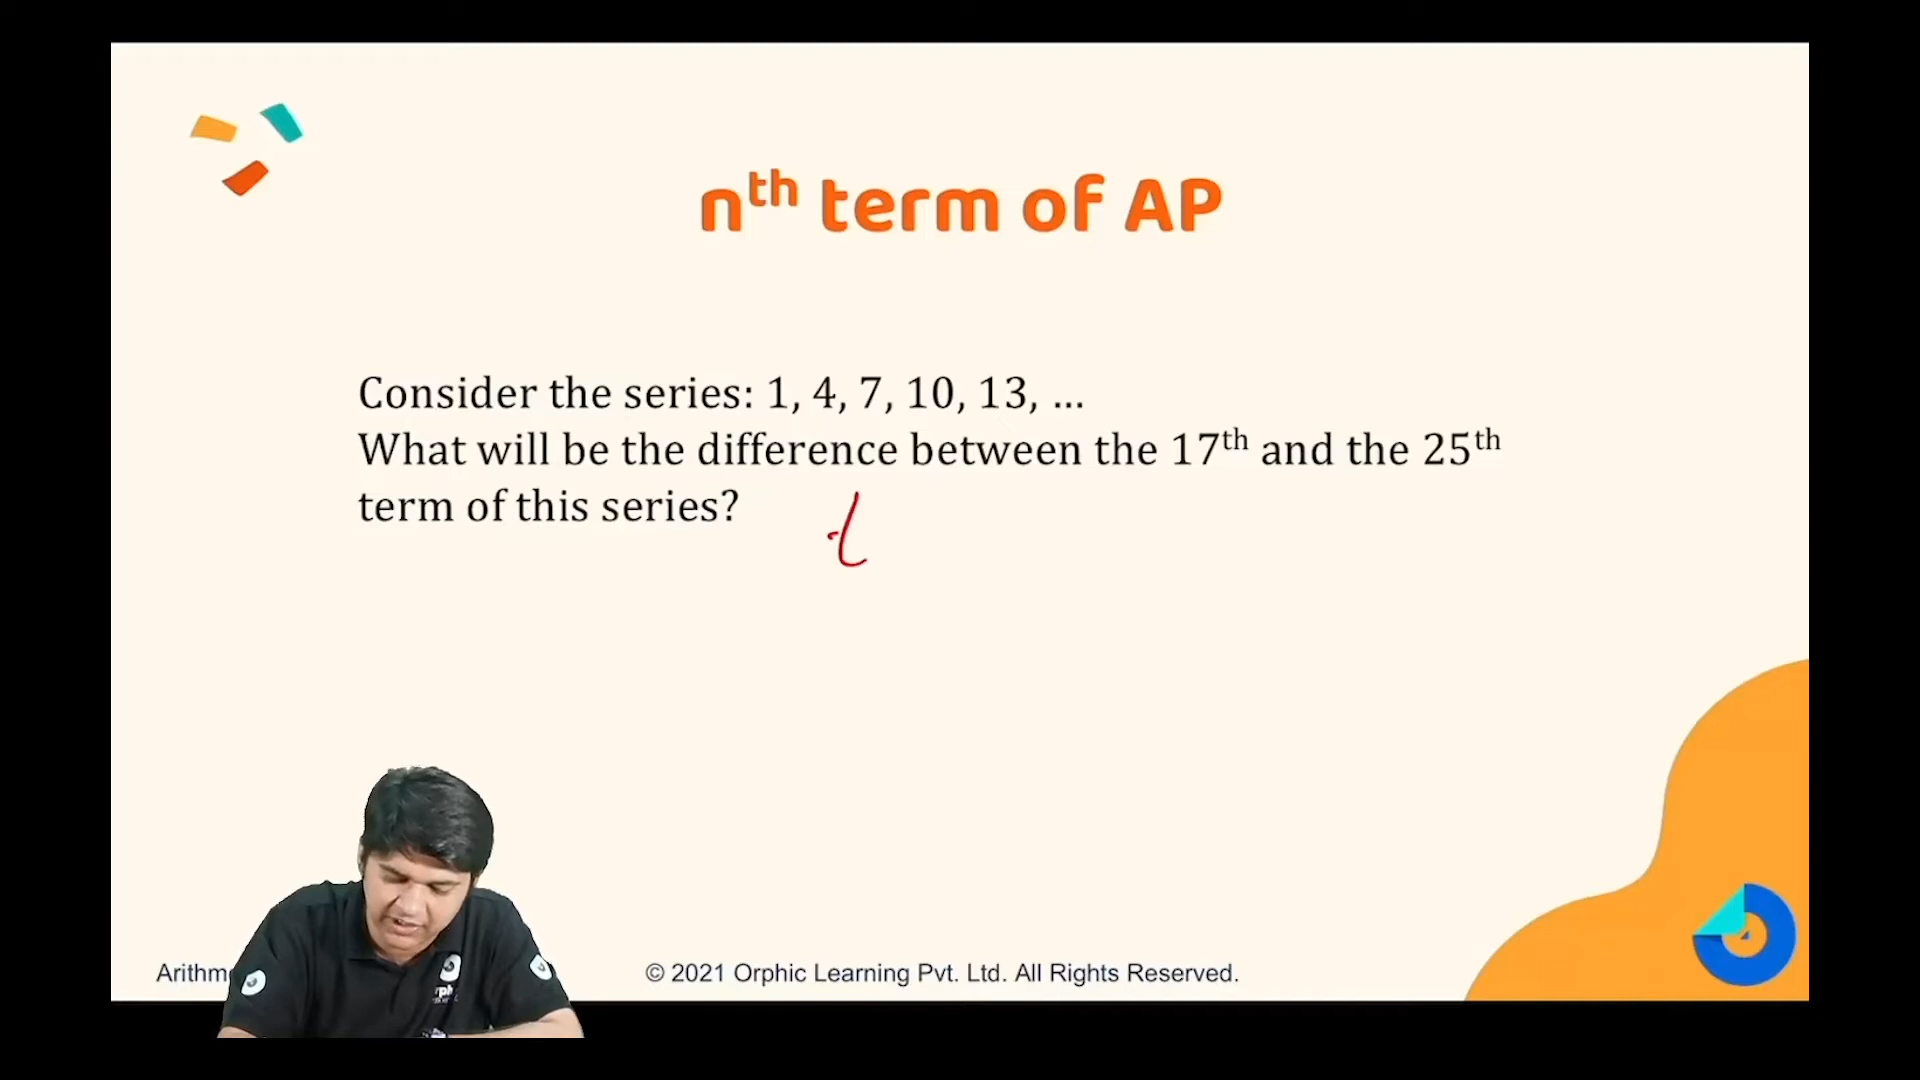 nth term of AP
Consider the series: 1, 4, 7, 10, 13, ...
What will be the difference between the 17th and the 25th
term of this series?
t
© 2021 Orphic Learning Pvt. Ltd. All Rights Reserved.